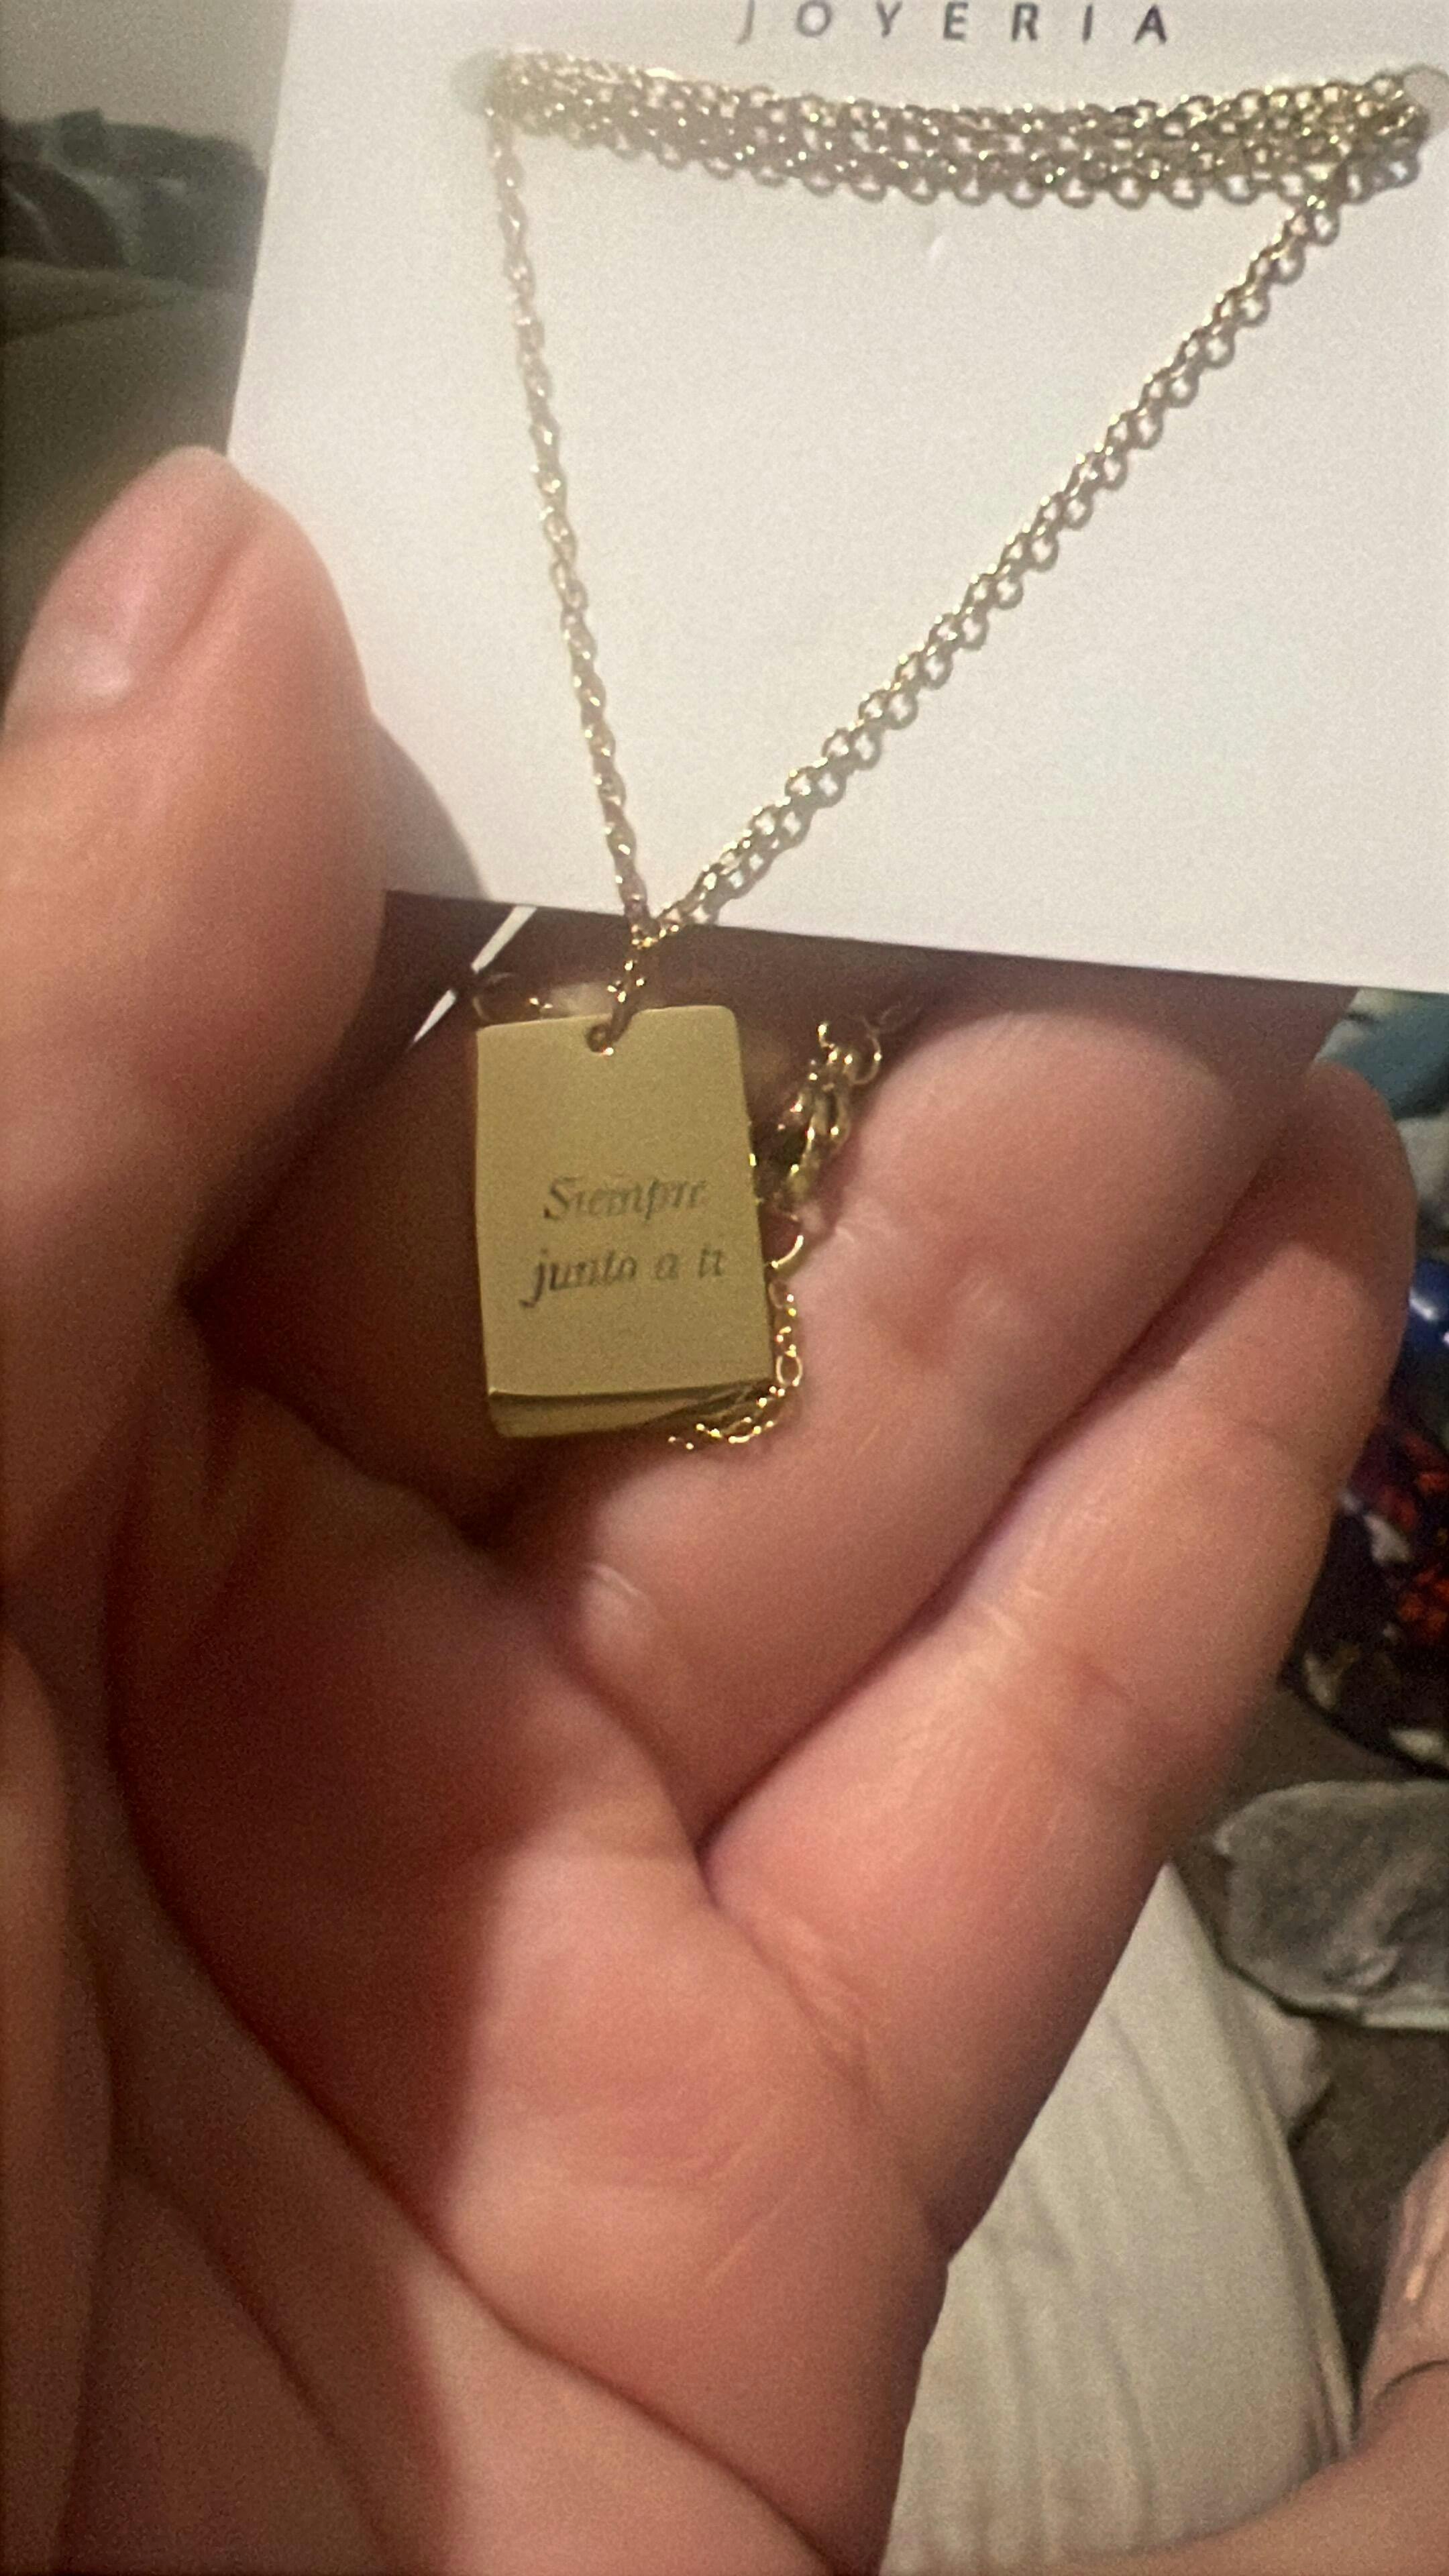 JOYERIA
Siempre
junto a ti